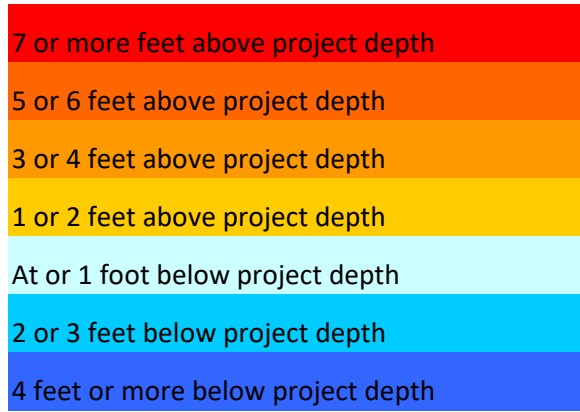 7 or more feet above project depth
5 or 6 feet above project depth
3 or 4 feet above project depth
1 or 2 feet above project depth
At or 1 foot below project depth
2 or 3 feet below project depth
4 feet or more below project depth